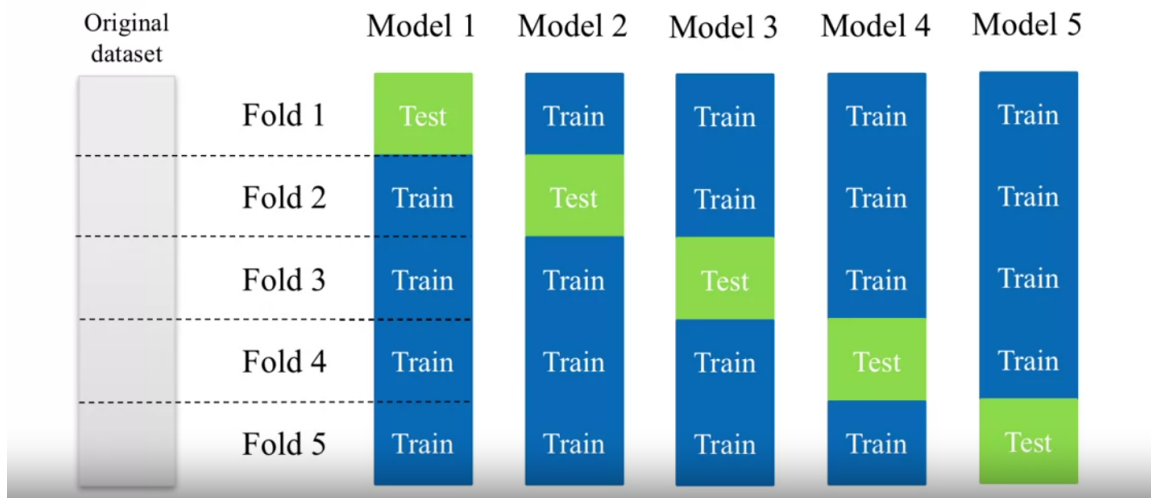 Original
dataset
Model 1 Model 2 Model 3 Model 4 Model 5
Fold 1 Test Train Train Train Train
Fold 2 Train Test Train Train Train
Fold 3 Train Train Test Train Train
Fold 4 Train Train Train Test Train
Fold 5 Train Train Train Train Test